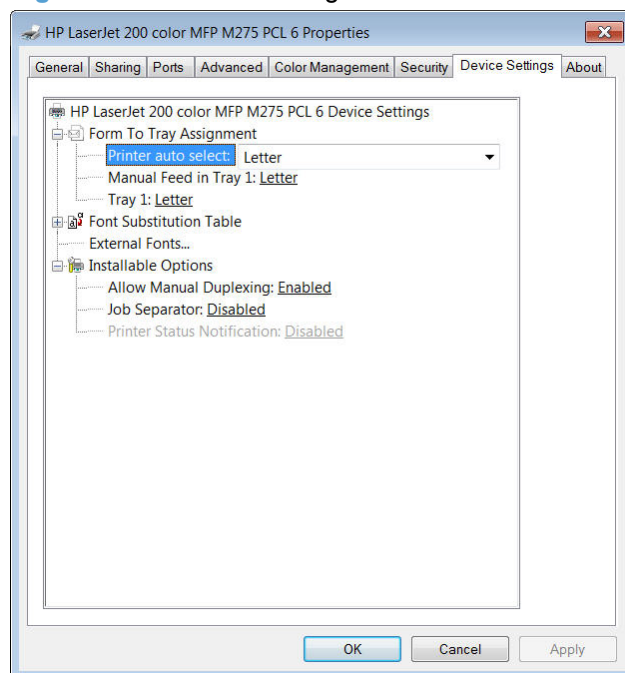 HP LaserJet 200 color MFP M275 PCL 6 Properties
General Sharing Ports Advanced Color Management Security Device Settings About
HP LaserJet 200 color MFP M275 PCL 6 Device Settings
Form To Tray Assignment
Printer auto select: Letter
Manual Feed in Tray 1: Letter
Tray 1: Letter
Font Substitution Table
External Fonts...
Installable Options
Allow Manual Duplexing: Enabled
Job Separator: Disabled
Printer Status Notification: Disabled
OK Cancel Apply